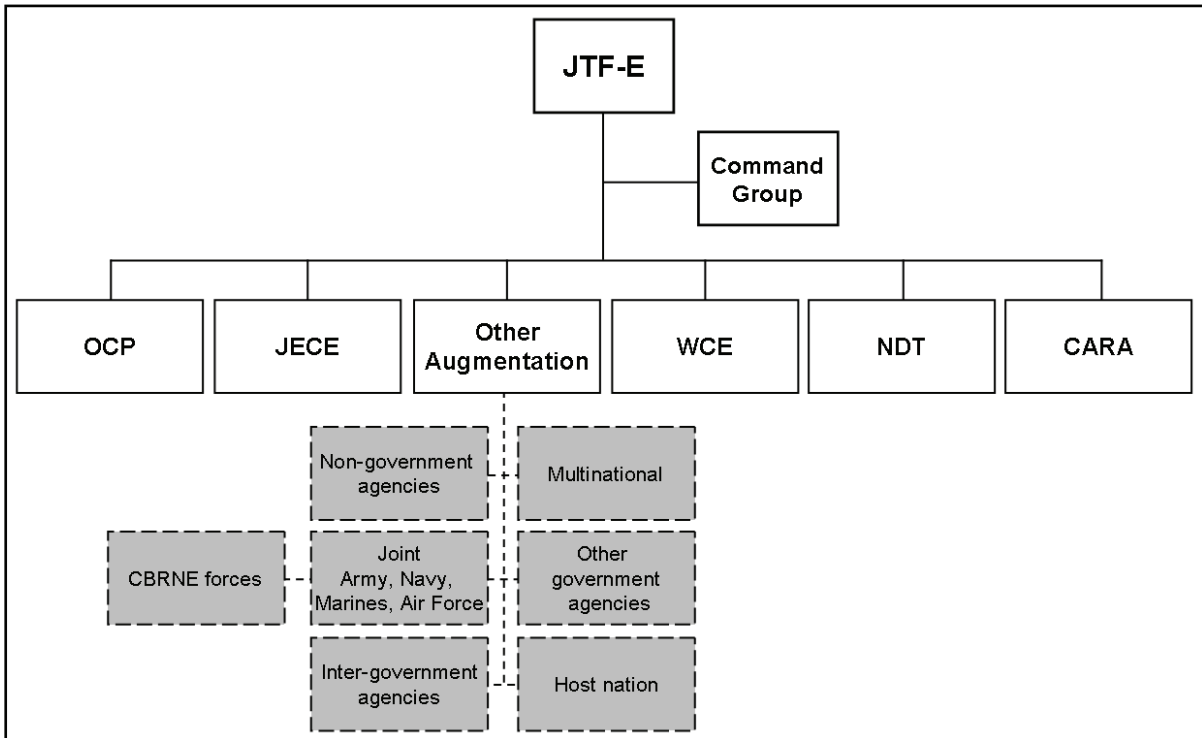 JTF-E
Command
Group
OCP
JECE
Other
Augmentation
WCE
NDT
CARA
Non-government
agencies
Multinational
CBRNE forces
Joint
Army, Navy,
Marines, Air Force
Other
government
agencies
Inter-government
agencies
Host nation